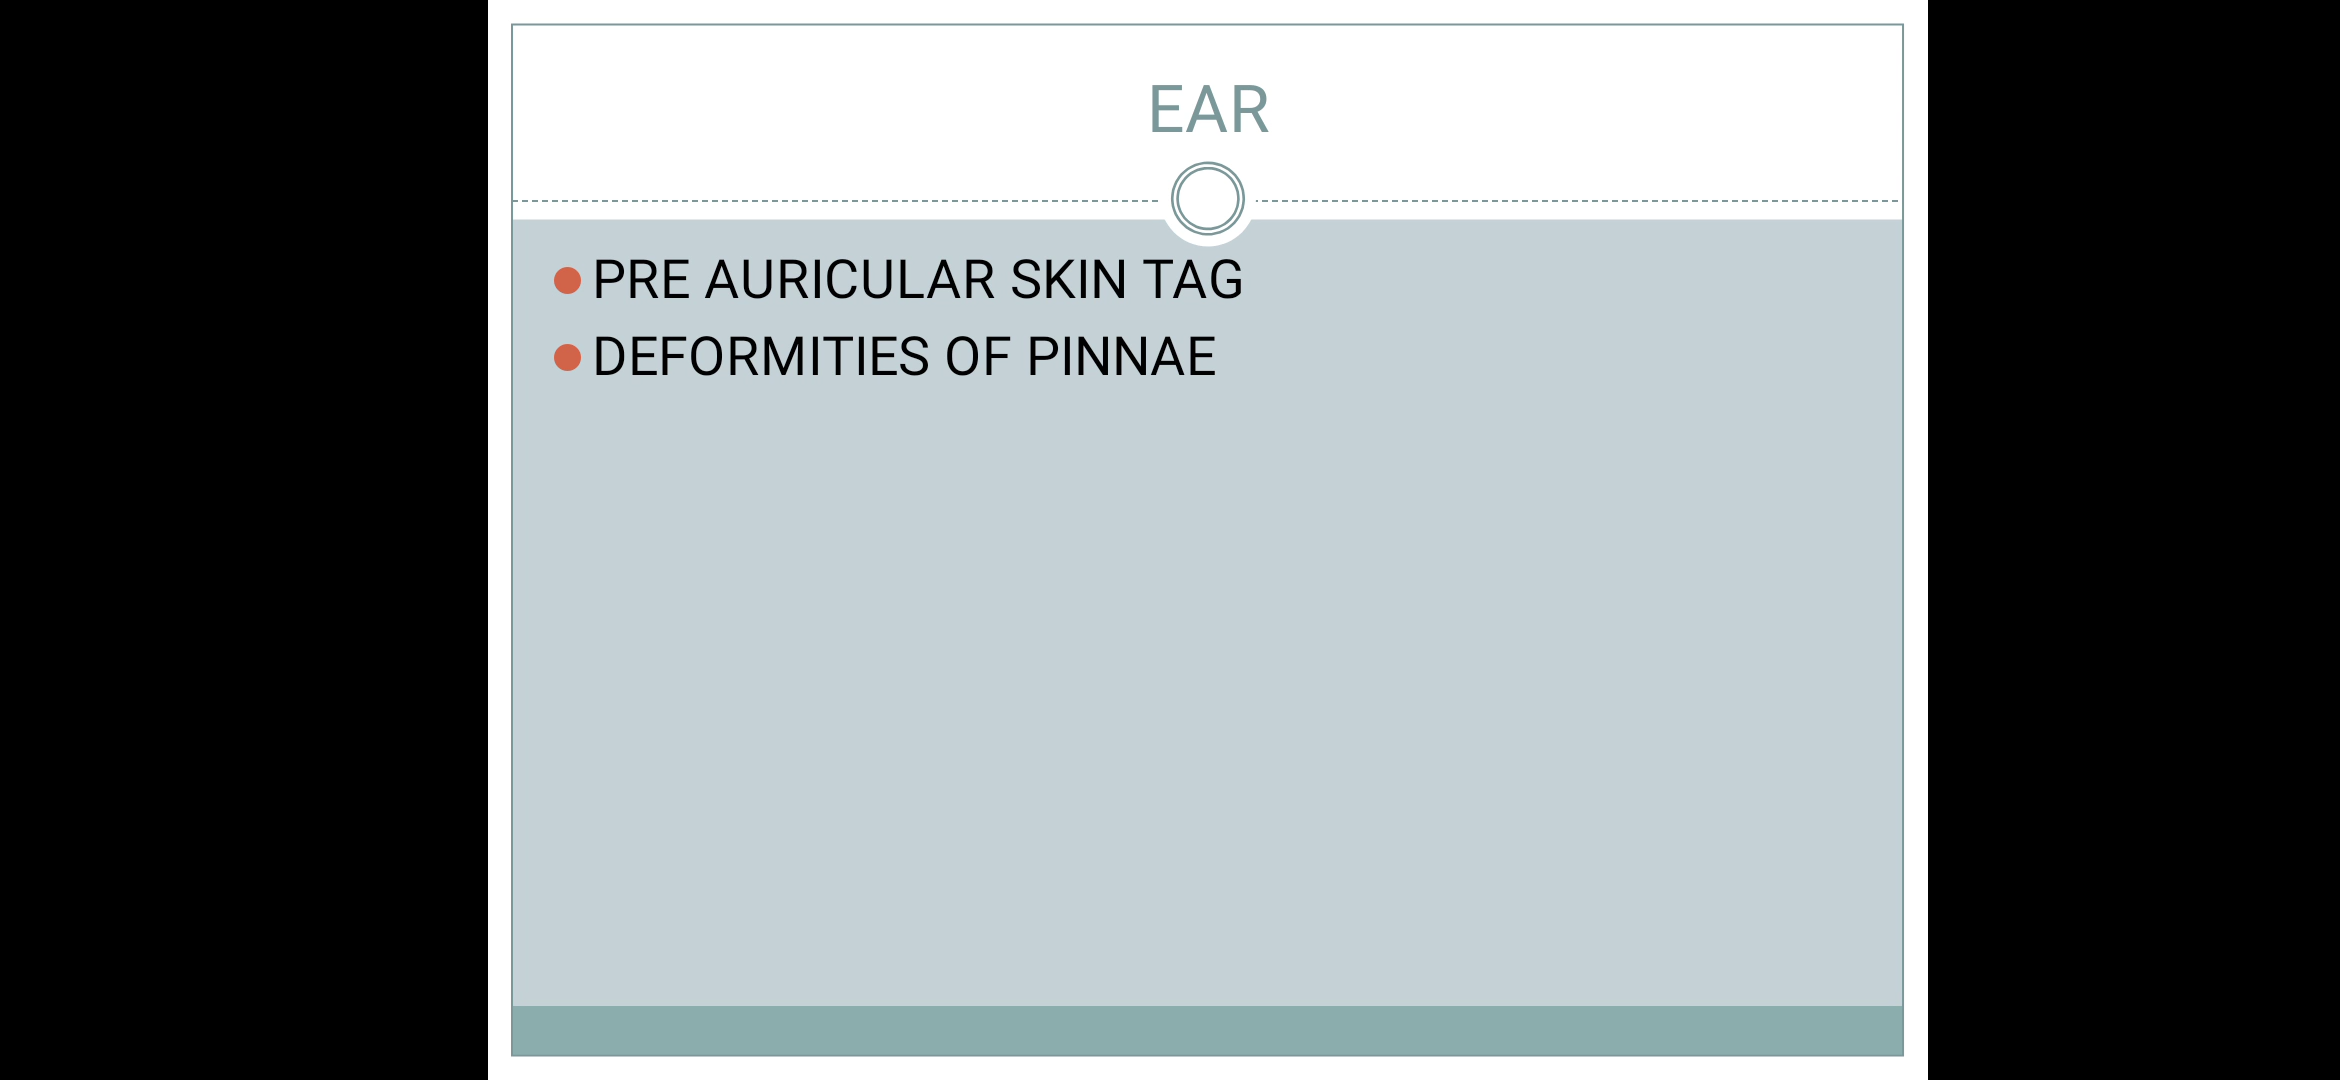 EAR
PRE AURICULAR SKIN TAG
DEFORMITIES OF PINNAE